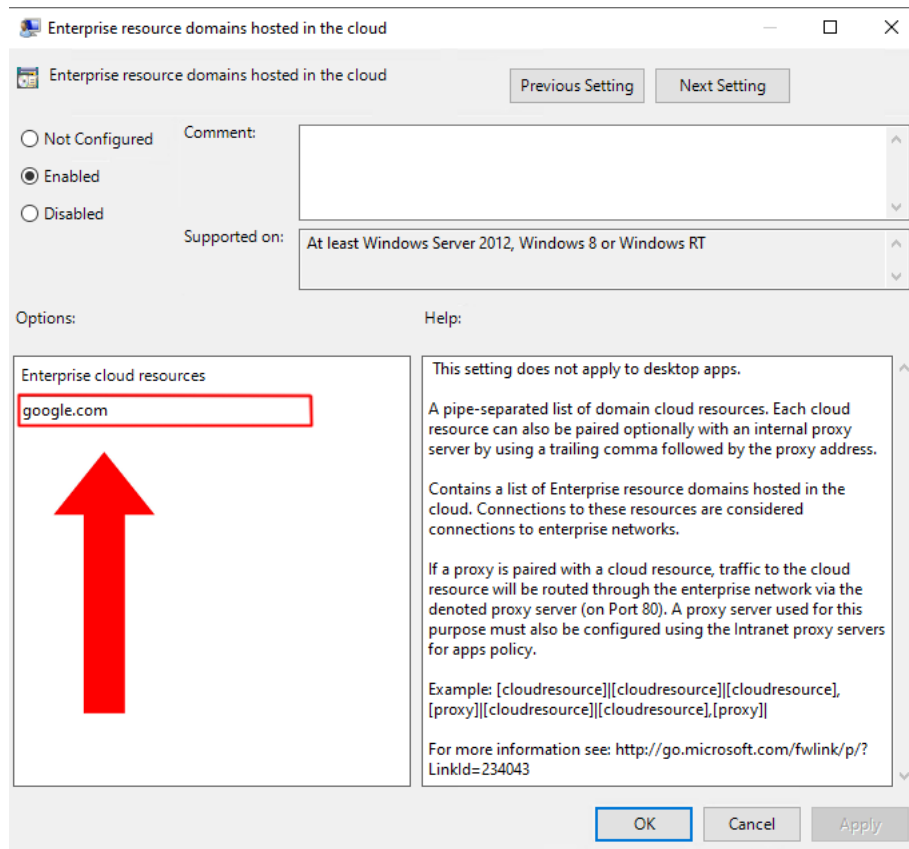 Enterprise resource domains hosted in the cloud
Enterprise resource domains hosted in the cloud
Previous Setting
Next Setting
Not Configured
Enabled
Disabled
Comment:
Supported on:
At least Windows Server 2012, Windows 8 or Windows RT
Options:
Help:
Enterprise cloud resources
google.com
This setting does not apply to desktop apps.
A pipe-separated list of domain cloud resources. Each cloud
resource can also be paired optionally with an internal proxy
server by using a trailing comma followed by the proxy address.
Contains a list of Enterprise resource domains hosted in the
cloud. Connections to these resources are considered
connections to enterprise networks.
If a proxy is paired with a cloud resource, traffic to the cloud
resource will be routed through the enterprise network via the
denoted proxy server (on Port 80). A proxy server used for this
purpose must also be configured using the Intranet proxy servers
for apps policy.
Example: [cloudresource]|[cloudresource]|[cloudresource],
[proxy]|[cloudresource]|[cloudresource],[proxy]|
For more information see: http://go.microsoft.com/fwlink/p/?
LinkId=234043
OK
Cancel
Apply